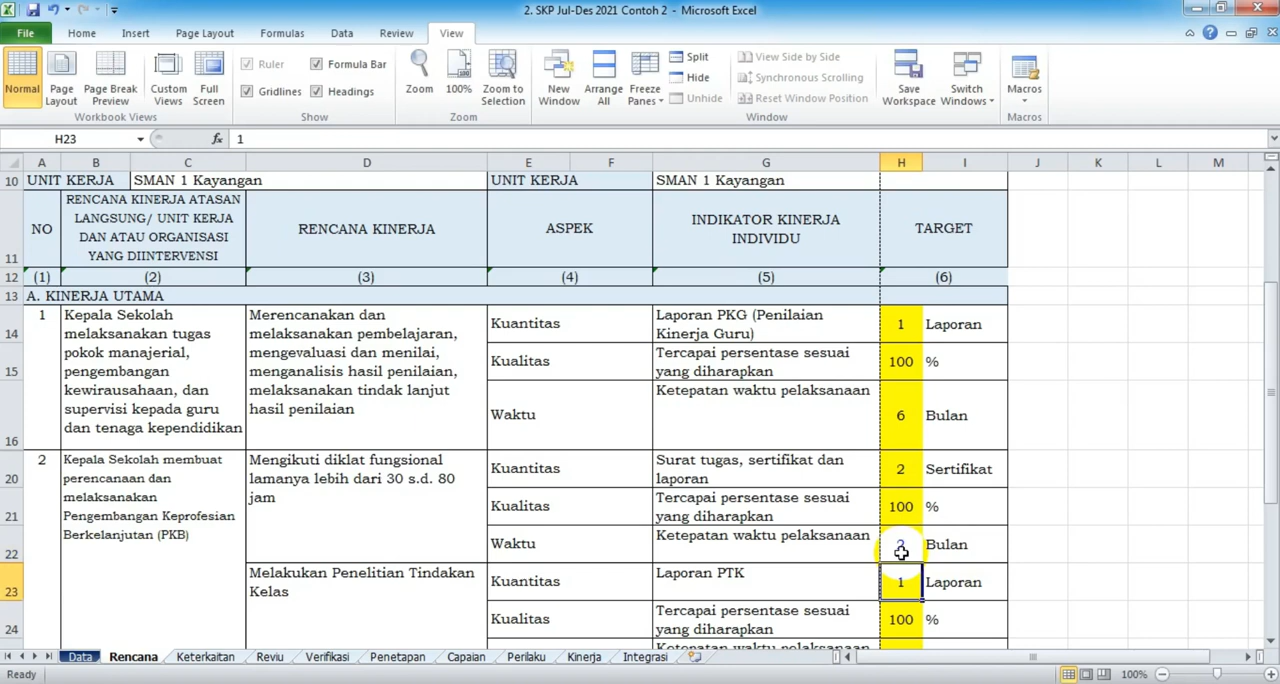 2. SKP Jul-Des 2021 Contoh 2 - Microsoft Excel
File Home Insert Page Layout Formulas Data Review View
Normal
Page Layout
Page Break Preview
Custom Views
Full Screen
Workbook Views
Ruler
Formula Bar
Gridlines
Headings
Show
Zoom
100%
Zoom to Selection
Zoom
New Window
Arrange All
Freeze Panes
Split
Hide
Unhide
View Side by Side
Synchronous Scrolling
Reset Window Position
Window
Save Workspace
Switch Windows
Macros
Macros
H23 fx 1
A B C D E F G H I J K L M
10 UNIT KERJA SMAN 1 Kayangan UNIT KERJA SMAN 1 Kayangan
11
NO
RENCANA KINERJA ATASAN
LANGSUNG/ UNIT KERJA
DAN ATAU ORGANISASI
YANG DIINTERVENSI
RENCANA KINERJA
ASPEK
INDIKATOR KINERJA
INDIVIDU
TARGET
12 (1) (2) (3) (4) (5) (6)
13 A. KINERJA UTAMA
1
Kepala Sekolah
melaksanakan tugas
pokok manajerial,
pengembangan
kewirausahaan, dan
supervisi kepada guru
dan tenaga kependidikan
Merencanakan dan
melaksanakan pembelajaran,
mengevaluasi dan menilai,
menganalisis hasil penilaian,
melaksanakan tindak lanjut
hasil penilaian
14 Kuantitas
Laporan PKG (Penilaian
Kinerja Guru)
1 Laporan
15 Kualitas
Tercapai persentase sesuai
yang diharapkan
100 %
16 Waktu
Ketepatan waktu pelaksanaan
6 Bulan
2
Kepala Sekolah membuat
perencanaan dan
melaksanakan
Pengembangan Keprofesian
Berkelanjutan (PKB)
Mengikuti diklat fungsional
lamanya lebih dari 30 s.d. 80
jam
20 Kuantitas
Surat tugas, sertifikat dan
laporan
2 Sertifikat
21 Kualitas
Tercapai persentase sesuai
yang diharapkan
100 %
22 Waktu
Ketepatan waktu pelaksanaan
Bulan
Melakukan Penelitian Tindakan
Kelas
23 Kuantitas
Laporan PTK
1 Laporan
24 Kualitas
Tercapai persentase sesuai
yang diharapkan
100 %
Ketepatan waktu pelaksanaan
Data Rencana Keterkaitan Reviu Verifikasi Penetapan Capaian Perilaku Kinerja Integrasi
Ready 100%